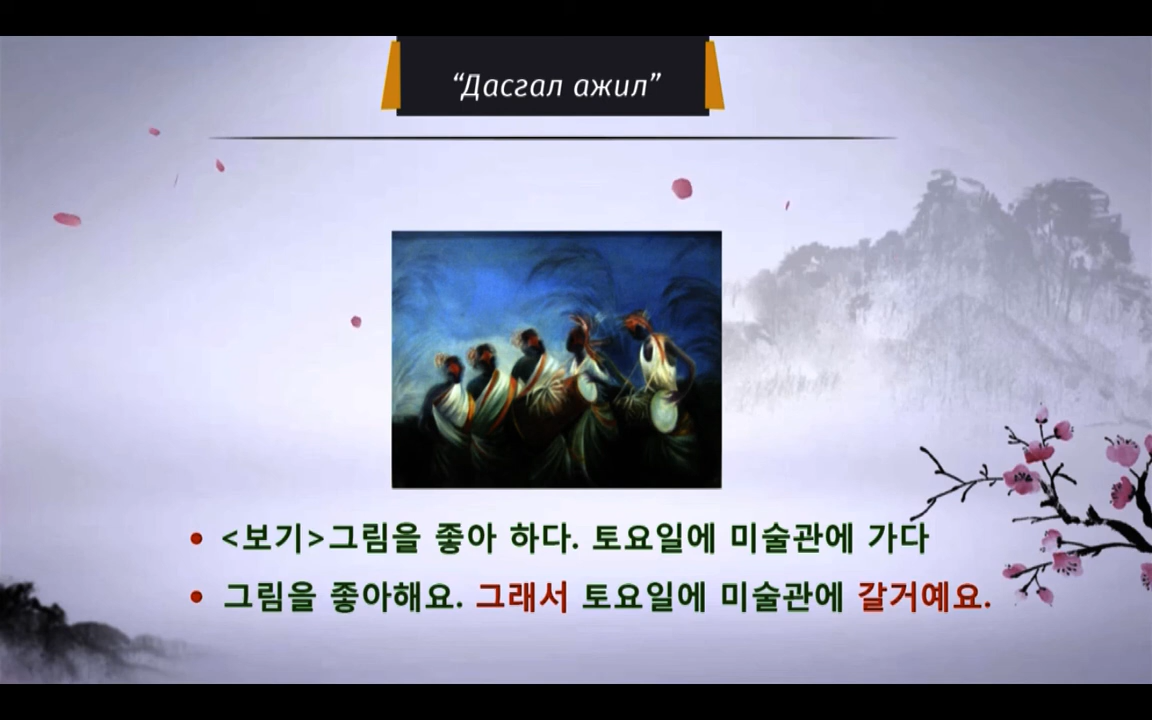 “Дасгал ажил”
• <보기>그림을 좋아 하다. 토요일에 미술관에 가다
• 그림을 좋아해요. 그래서 토요일에 미술관에 갈거예요.